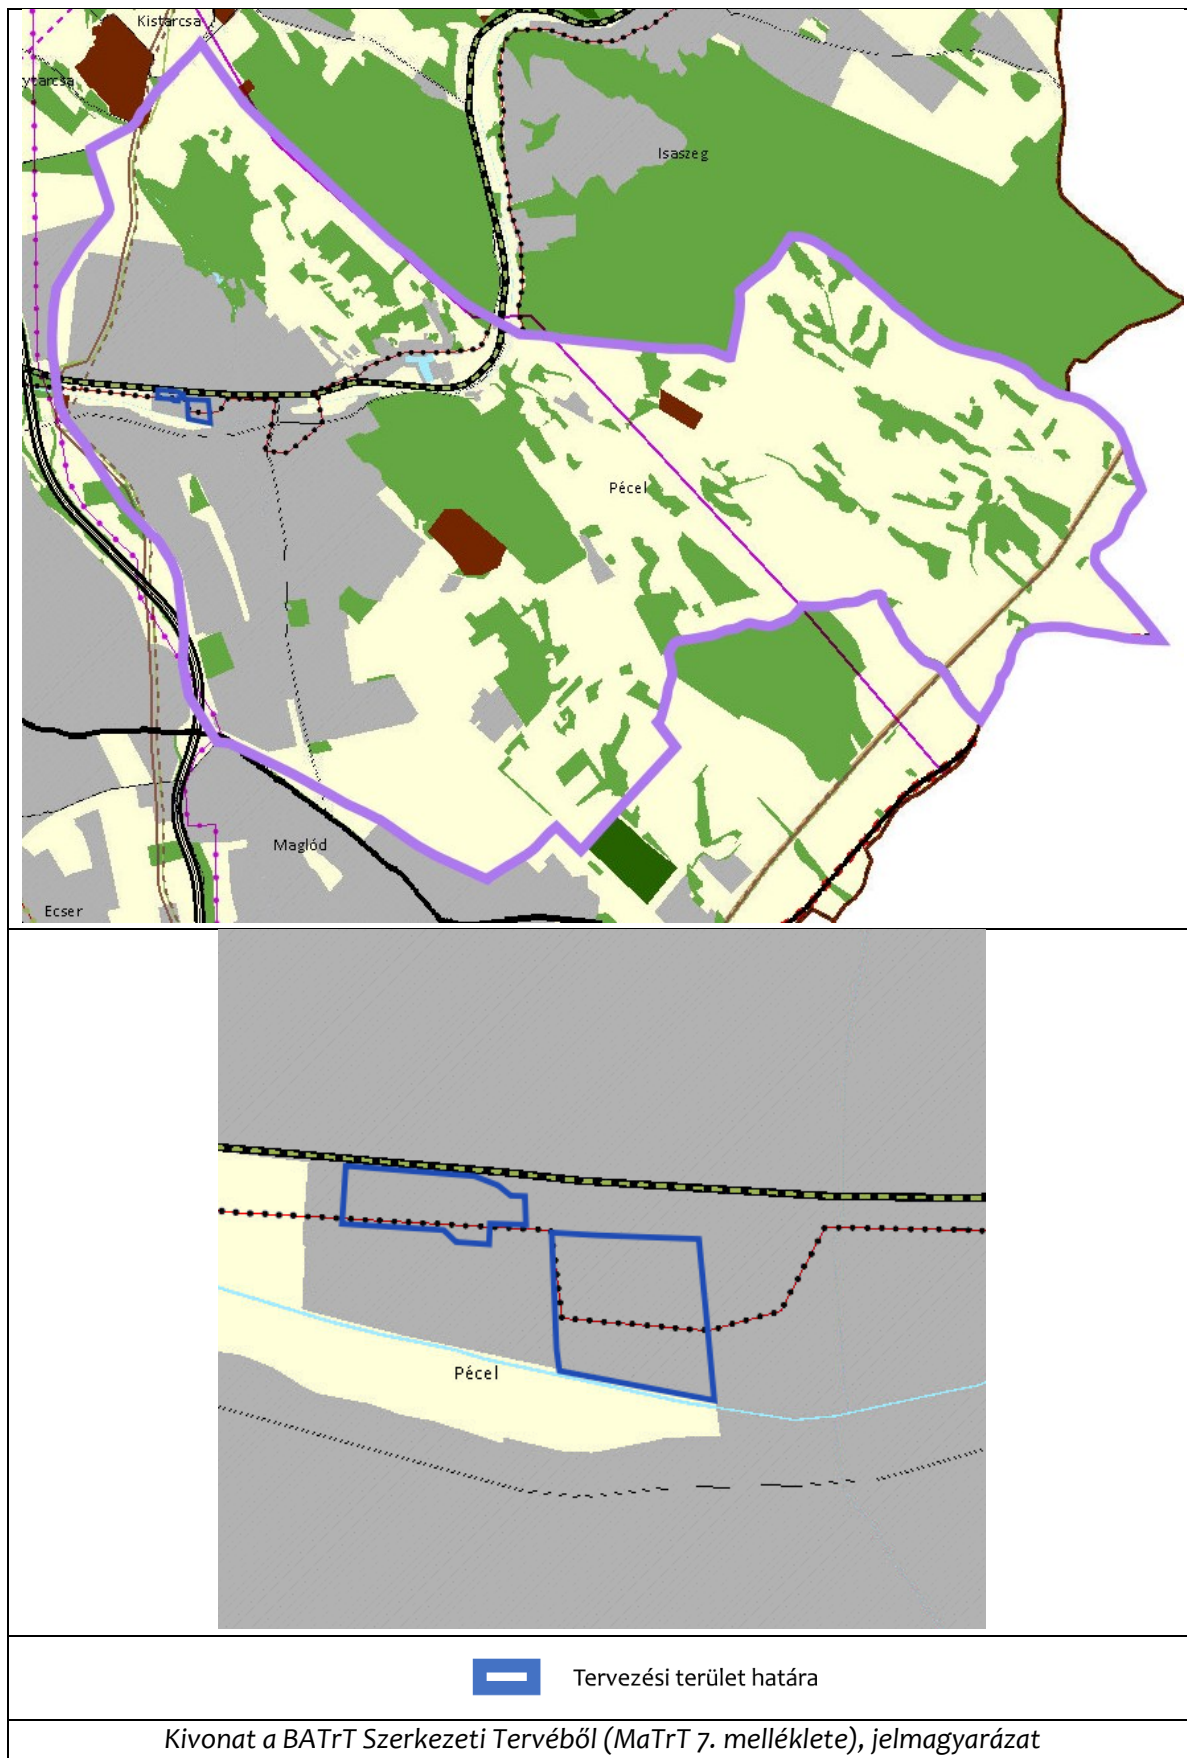 Kistarcsa
Isaszeg
Pécel
Maglód
Ecser
Pécel
Tervezési terület határa
Kivonat a BATrT Szerkezeti Tervéből (MaTrT 7. melléklete), jelmagyarázat